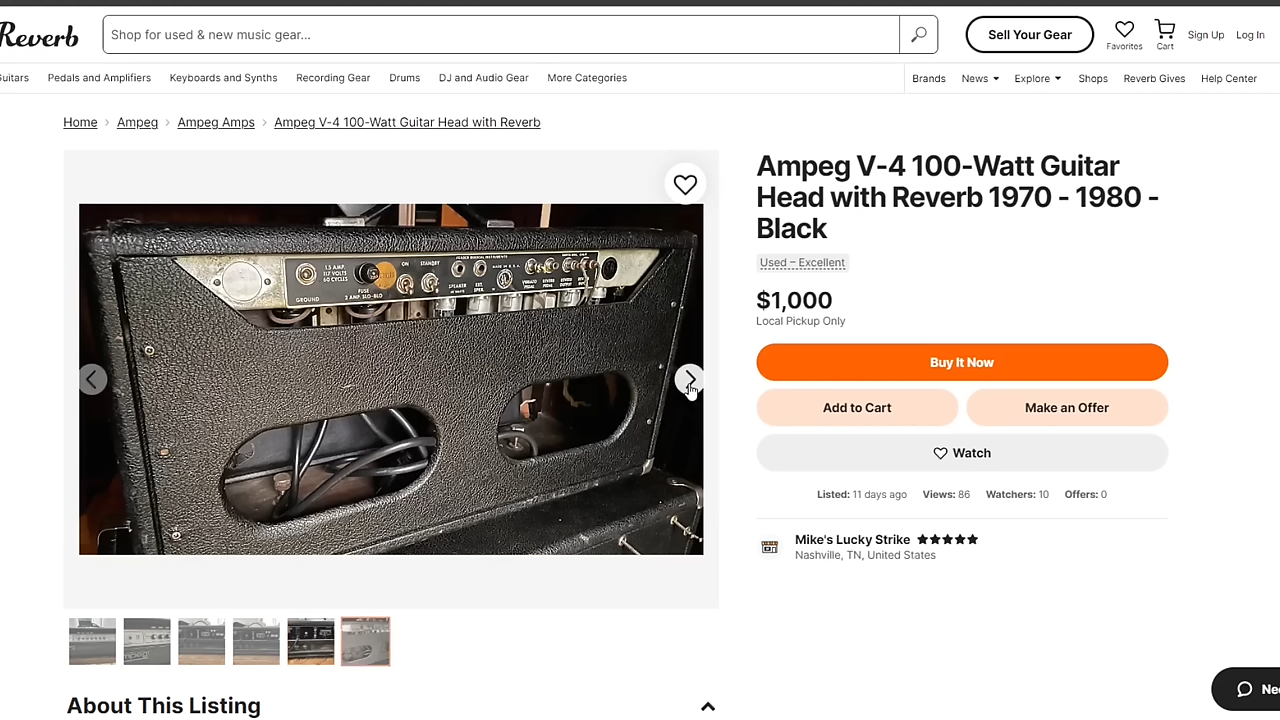 Reverb
Shop for used & new music gear...
Sell Your Gear
Favorites
Cart
Sign Up
Log In
Guitars
Pedals and Amplifiers
Keyboards and Synths
Recording Gear
Drums
DJ and Audio Gear
More Categories
Brands
News
Explore
Shops
Reverb Gives
Help Center
Home
Ampeg
Ampeg Amps
Ampeg V-4 100-Watt Guitar Head with Reverb
Ampeg V-4 100-Watt Guitar
Head with Reverb 1970 - 1980 -
Black
Used – Excellent
$1,000
Local Pickup Only
Buy It Now
Add to Cart
Make an Offer
Watch
Listed: 11 days ago
Views: 86
Watchers: 10
Offers: 0
Mike's Lucky Strike
Nashville, TN, United States
ON
STANDBY
GROUND
FUSE
SPEAKER
About This Listing